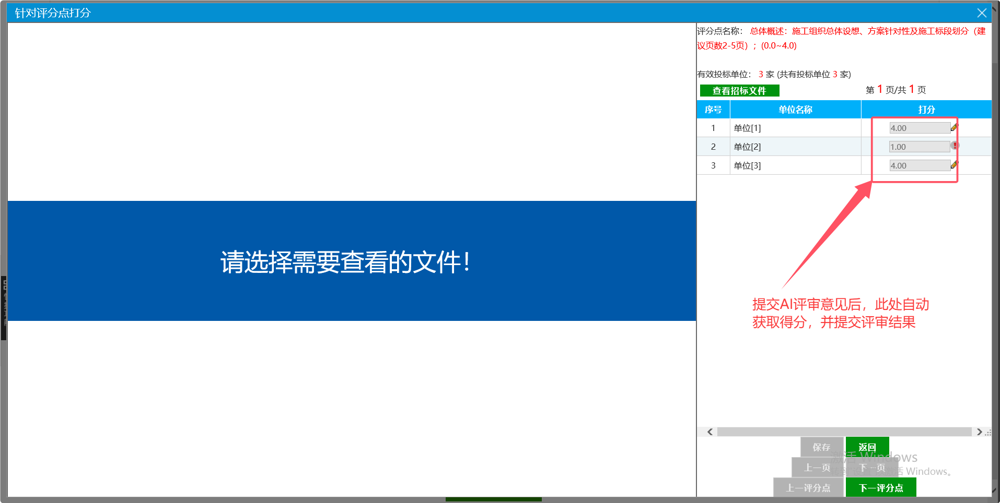 针对评分点打分
评分点名称： 总体概述：施工组织总体设想、方案针对性及施工标段划分（建
议页数2-5页）；(0.0~4.0)
有效投标单位： 3 家 (共有投标单位 3 家)
查看招标文件 第 1 页/共 1 页
序号 单位名称 打分
1 单位[1] 4.00
2 单位[2] 1.00
3 单位[3] 4.00
请选择需要查看的文件！
提交AI评审意见后，此处自动
获取得分，并提交评审结果
保存 返回
激活 Windows
上一页 下一页
Windows。
上一评分点 下一评分点